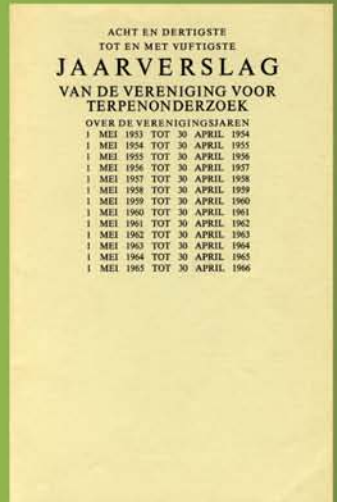 ACHT EN DERTIGSTE
TOT EN MET VIJFTIGSTE
JAARVERSLAG
VAN DE VERENIGING VOOR
TERPENONDERZOEK
OVER DE VERENIGINGSJAREN
1 MEI 1953 TOT 30 APRIL 1954
1 MEI 1954 TOT 30 APRIL 1955
1 MEI 1955 TOT 30 APRIL 1956
1 MEI 1956 TOT 30 APRIL 1957
1 MEI 1957 TOT 30 APRIL 1958
1 MEI 1958 TOT 30 APRIL 1959
1 MEI 1959 TOT 30 APRIL 1960
1 MEI 1960 TOT 30 APRIL 1961
1 MEI 1961 TOT 30 APRIL 1962
1 MEI 1962 TOT 30 APRIL 1963
1 MEI 1963 TOT 30 APRIL 1964
1 MEI 1964 TOT 30 APRIL 1965
1 MEI 1965 TOT 30 APRIL 1966